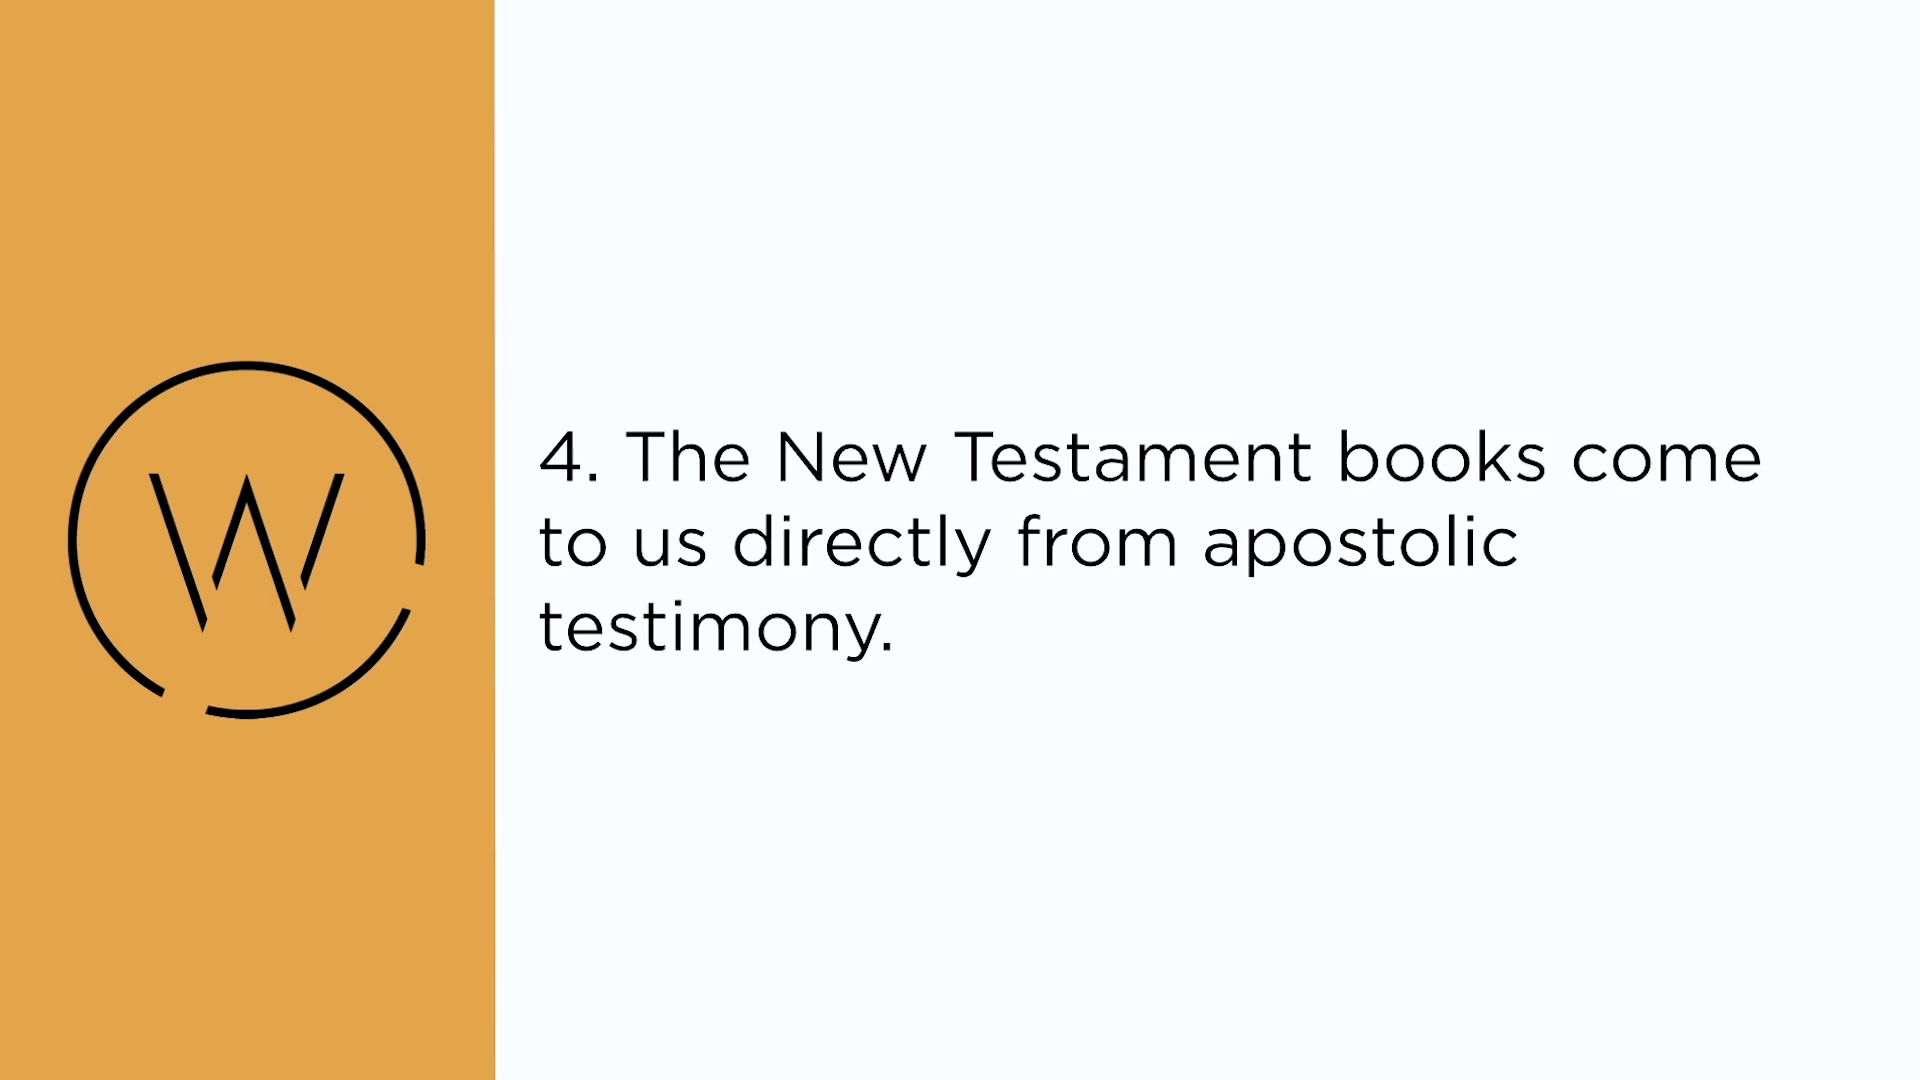 W
4. The New Testament books come
to us directly from apostolic
testimony.